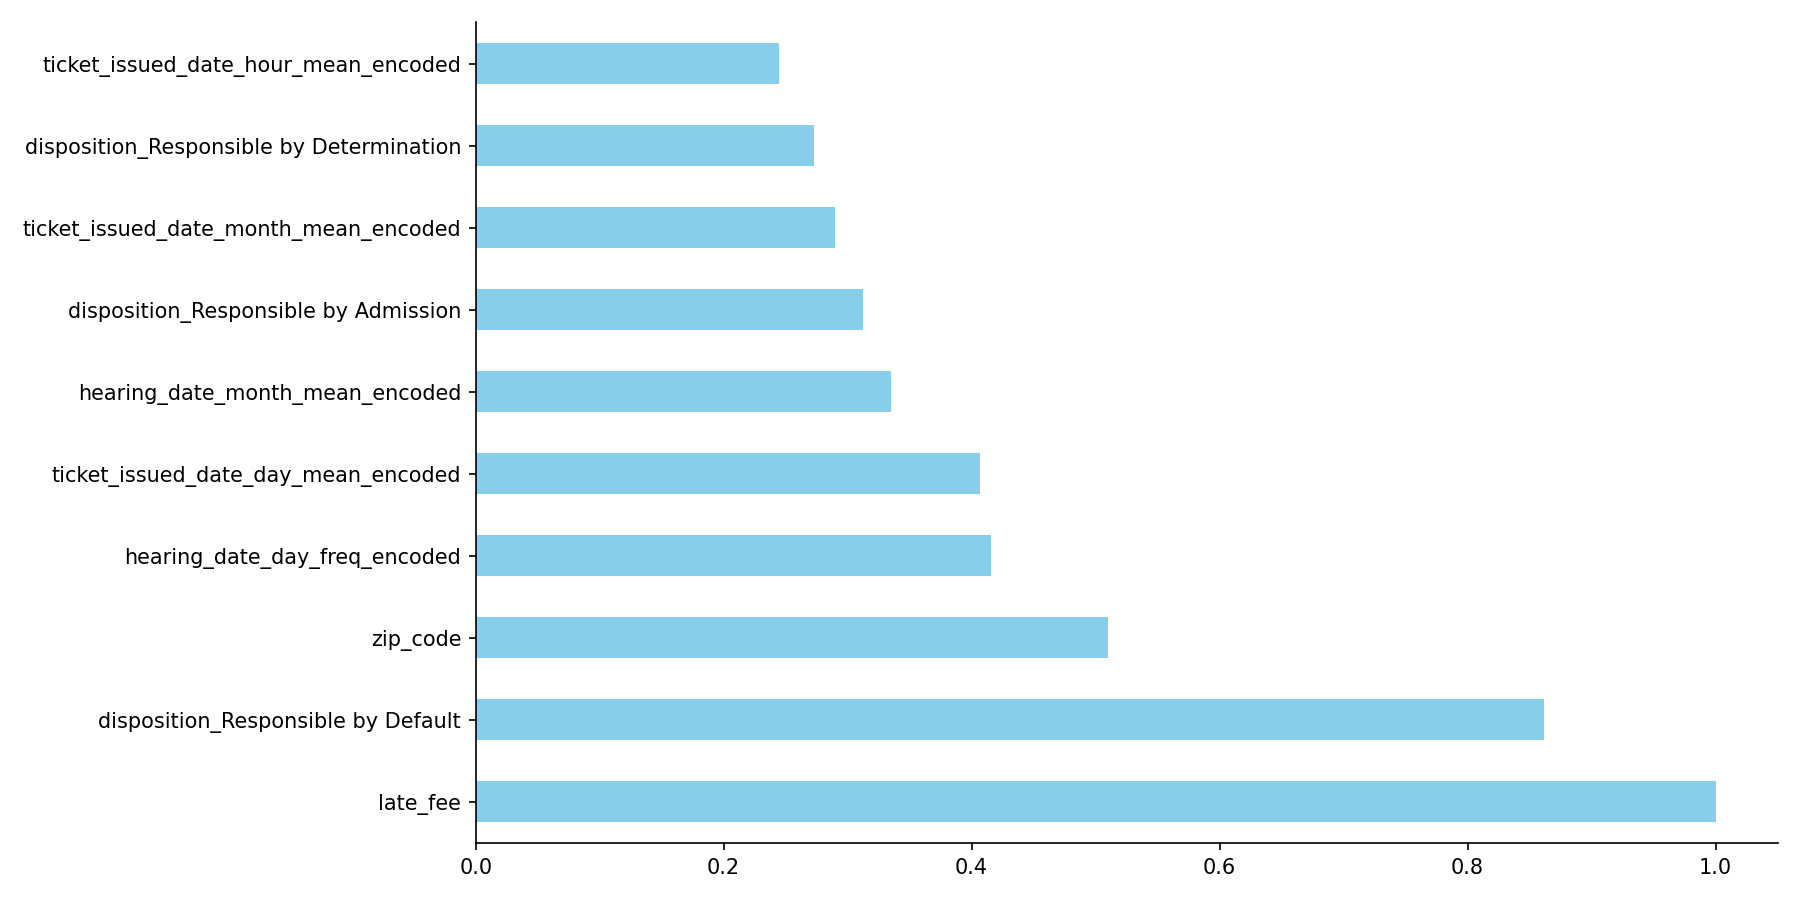 ticket_issued_date_hour_mean_encoded
disposition_Responsible by Determination
ticket_issued_date_month_mean_encoded
disposition_Responsible by Admission
hearing_date_month_mean_encoded
ticket_issued_date_day_mean_encoded
hearing_date_day_freq_encoded
zip_code
disposition_Responsible by Default
late_fee
0.0 0.2 0.4 0.6 0.8 1.0